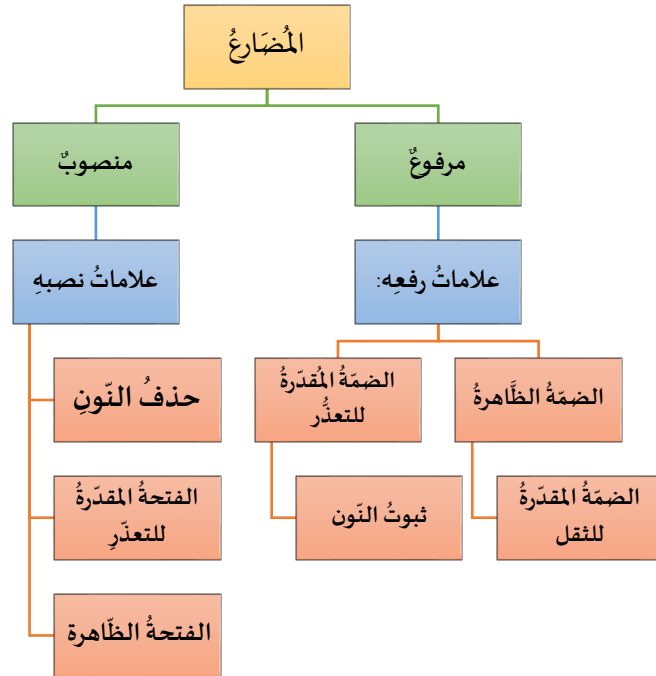 المُضَارعُ
مرفوعٌ
منصوبٌ
علاماتُ رفعِه:
علاماتُ نصبهِ
الضمّةُ الظَّاهرةُ
الضمّةُ المُقدّرةُ
للتعذُّر
حذفُ النّونِ
الضمّةُ المقدّرةُ
للثقل
ثبوتُ النّون
الفتحةُ المقدّرةُ
للتعذّرِ
الفتحةُ الظّاهرة